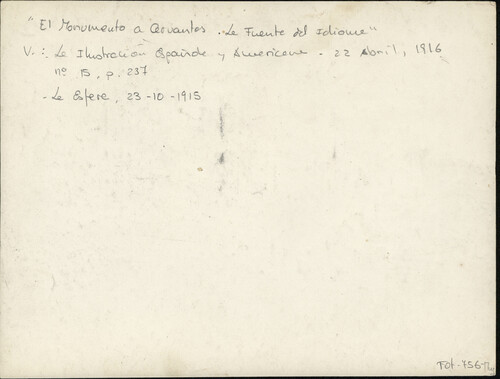 "El Monumento a Cervantes. La Fuente del Idioma"
V.: La Ilustración Española y Americana - 22 Abril, 1916
nº 15, p. 237
- La Esfera, 23-10-1915
Fot-756-